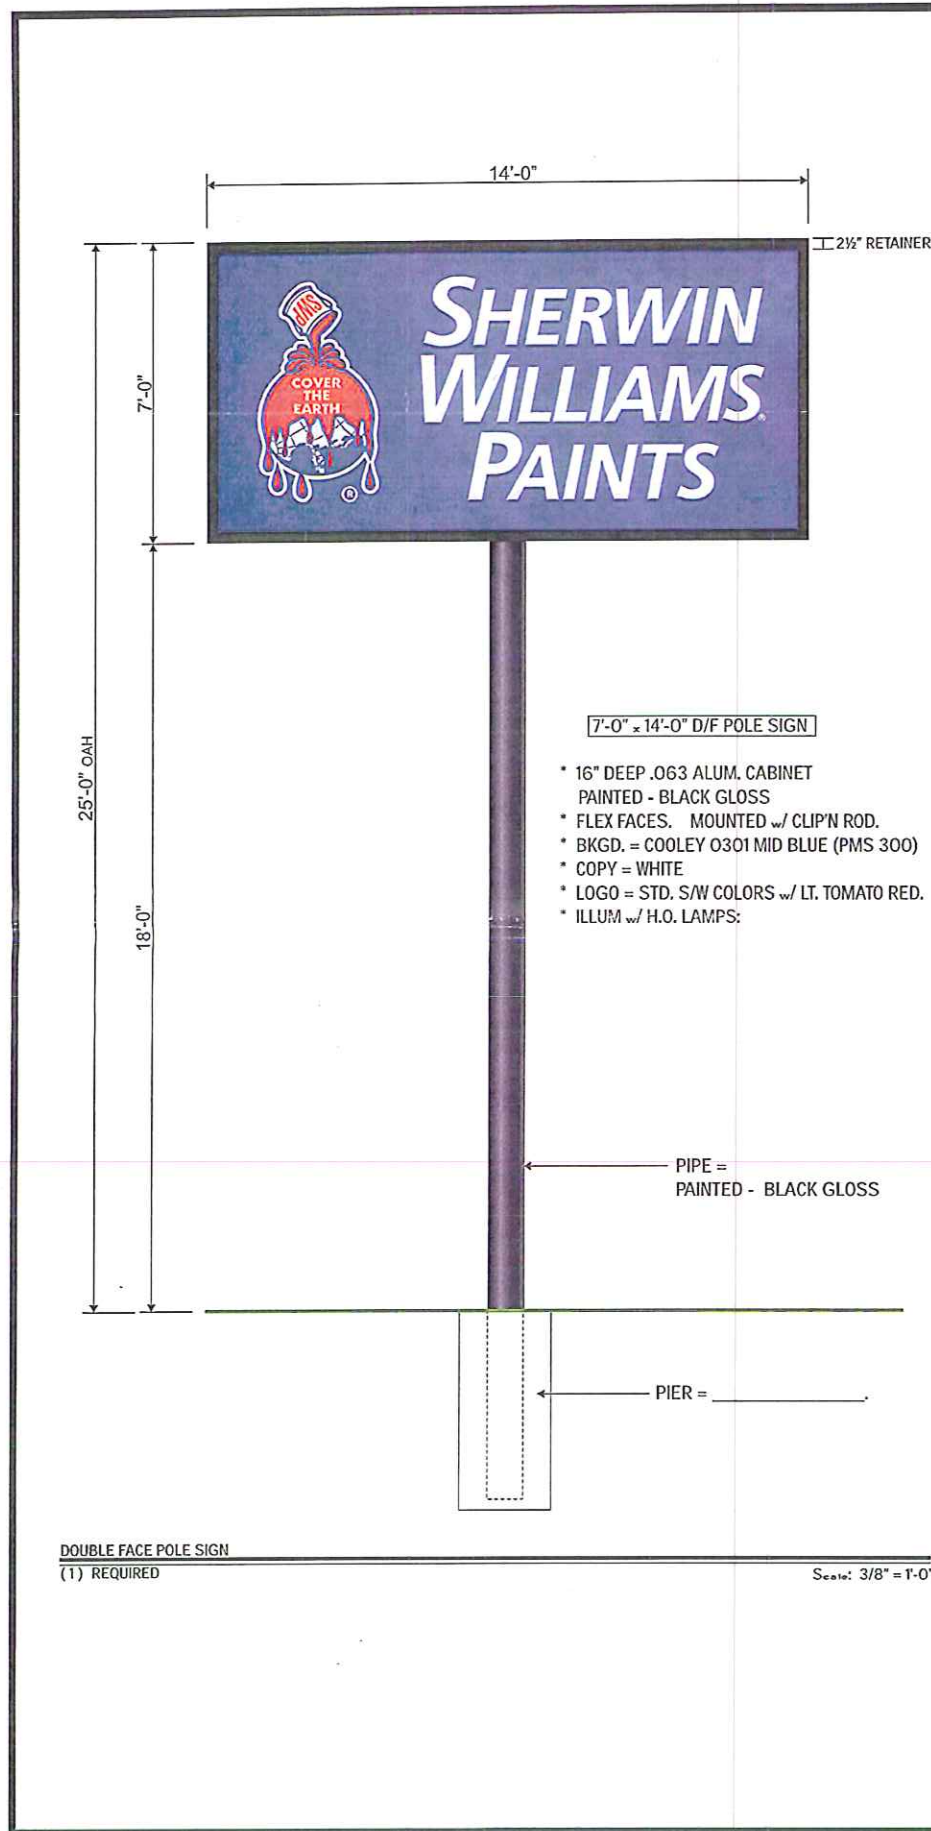 14'-0"
2½" RETAINER
7'-0"
SWP
COVER
THE
EARTH
®
SHERWIN
WILLIAMS®
PAINTS
25'-0" OAH
18'-0"
7'-0" x 14'-0" D/F POLE SIGN
* 16" DEEP .063 ALUM. CABINET
PAINTED - BLACK GLOSS
* FLEX FACES. MOUNTED w/ CLIP'N ROD.
* BKGD. = COOLEY 0301 MID BLUE (PMS 300)
* COPY = WHITE
* LOGO = STD. S/W COLORS w/ LT. TOMATO RED.
* ILLUM w/ H.O. LAMPS:
PIPE =
PAINTED - BLACK GLOSS
PIER = ____________.
DOUBLE FACE POLE SIGN
(1) REQUIRED
Scale: 3/8" = 1'-0"